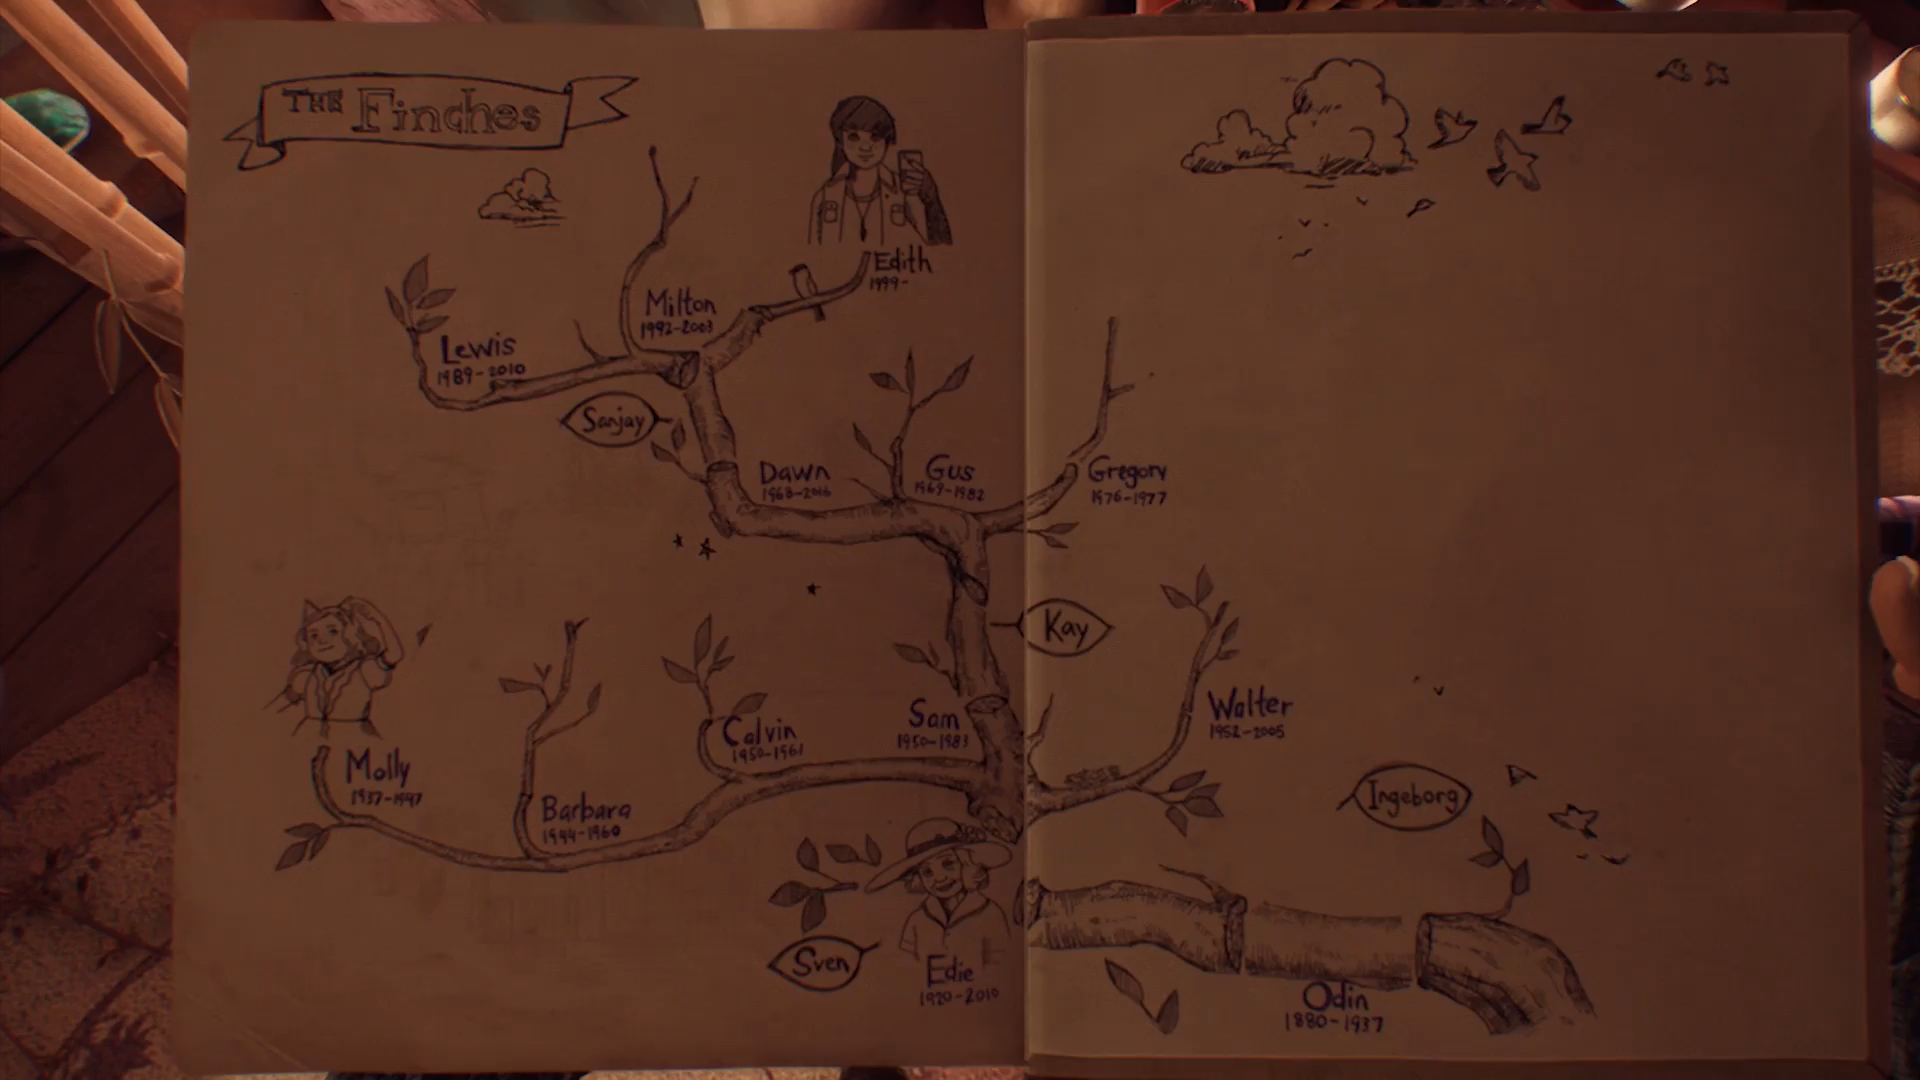 THE Finches
Edith
1999-
Milton
1992-2003
Lewis
1989-2010
Sanjay
Dawn
1968-2016
Gus
1969-1982
Gregory
1976-1977
Kay
Sam
1950-1983
Walter
1952-2005
Calvin
1950-1961
Molly
1937-1947
Barbara
1944-1960
Ingeborg
Sven
Edie
1920-2010
Odin
1880-1937